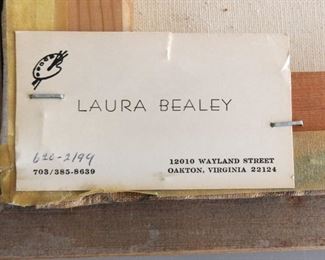 LAURA BEALEY
620-2199
703/385-8639
12010 WAYLAND STREET
OAKTON, VIRGINIA 22124